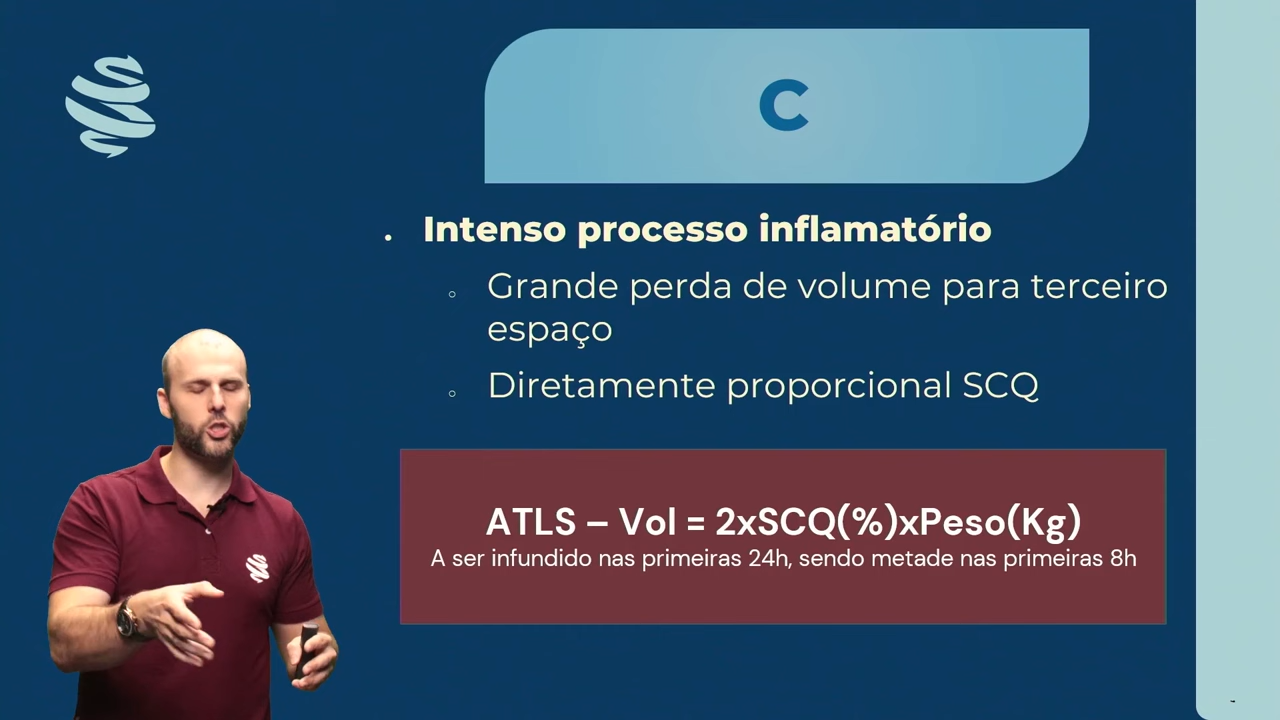 C
Intenso processo inflamatório
Grande perda de volume para terceiro
espaço
Diretamente proporcional SCQ
ATLS – Vol = 2xSCQ(%)xPeso(Kg)
A ser infundido nas primeiras 24h, sendo metade nas primeiras 8h